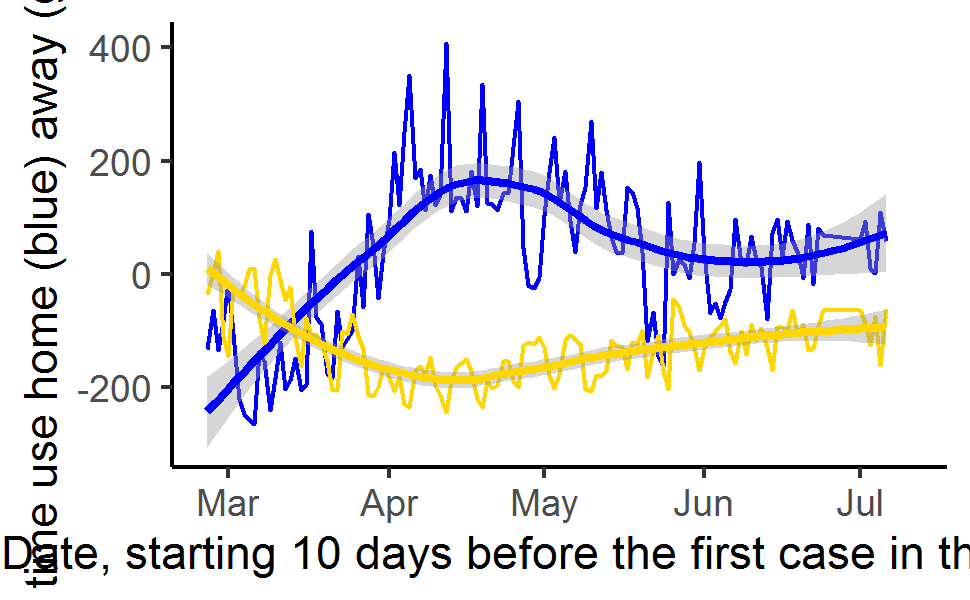 time use home (blue) away (
400
200
0
-200
Mar Apr May Jun Jul
Date, starting 10 days before the first case in th